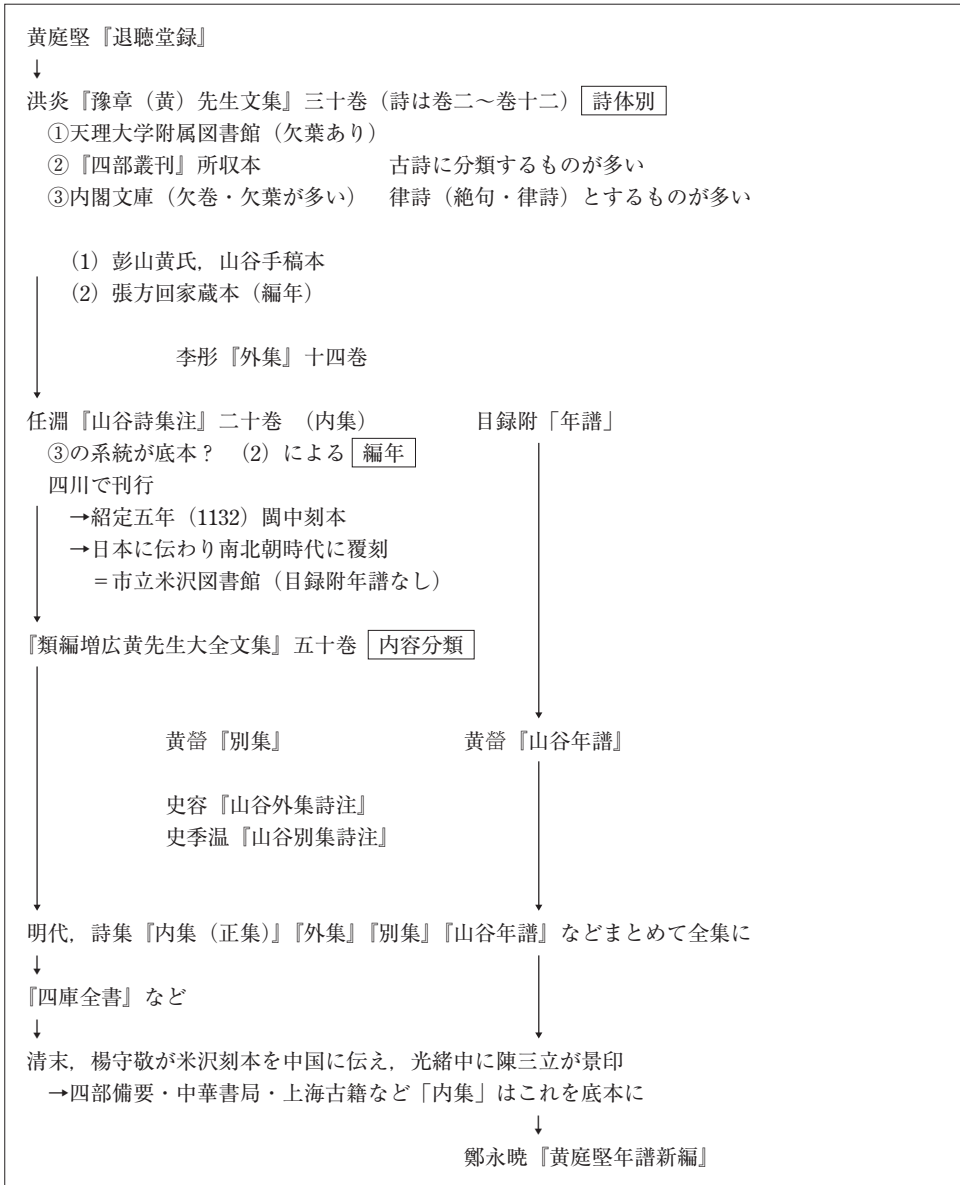 黄庭堅『退聴堂録』
↓
洪炎『豫章（黄）先生文集』三十巻（詩は巻二～巻十二）詩体別
①天理大学附属図書館（欠葉あり）
②『四部叢刊』所収本　古詩に分類するものが多い
③内閣文庫（欠巻・欠葉が多い）　律詩（絶句・律詩）とするものが多い
（1）彭山黄氏，山谷手稿本
（2）張方回家蔵本（編年）
李彤『外集』十四巻
任淵『山谷詩集注』二十巻　（内集）　目録附「年譜」
③の系統が底本？　（2）による 編年
四川で刊行
→紹定五年（1132）閩中刻本
→日本に伝わり南北朝時代に覆刻
＝市立米沢図書館（目録附年譜なし）
『類編増広黄先生大全文集』五十巻 内容分類
黄㽦『別集』　黄㽦『山谷年譜』
史容『山谷外集詩注』
史季温『山谷別集詩注』
明代，詩集『内集（正集）』『外集』『別集』『山谷年譜』などまとめて全集に
↓
『四庫全書』など
↓
清末，楊守敬が米沢刻本を中国に伝え，光緒中に陳三立が景印
→四部備要・中華書局・上海古籍など「内集」はこれを底本に
↓
鄭永暁『黄庭堅年譜新編』